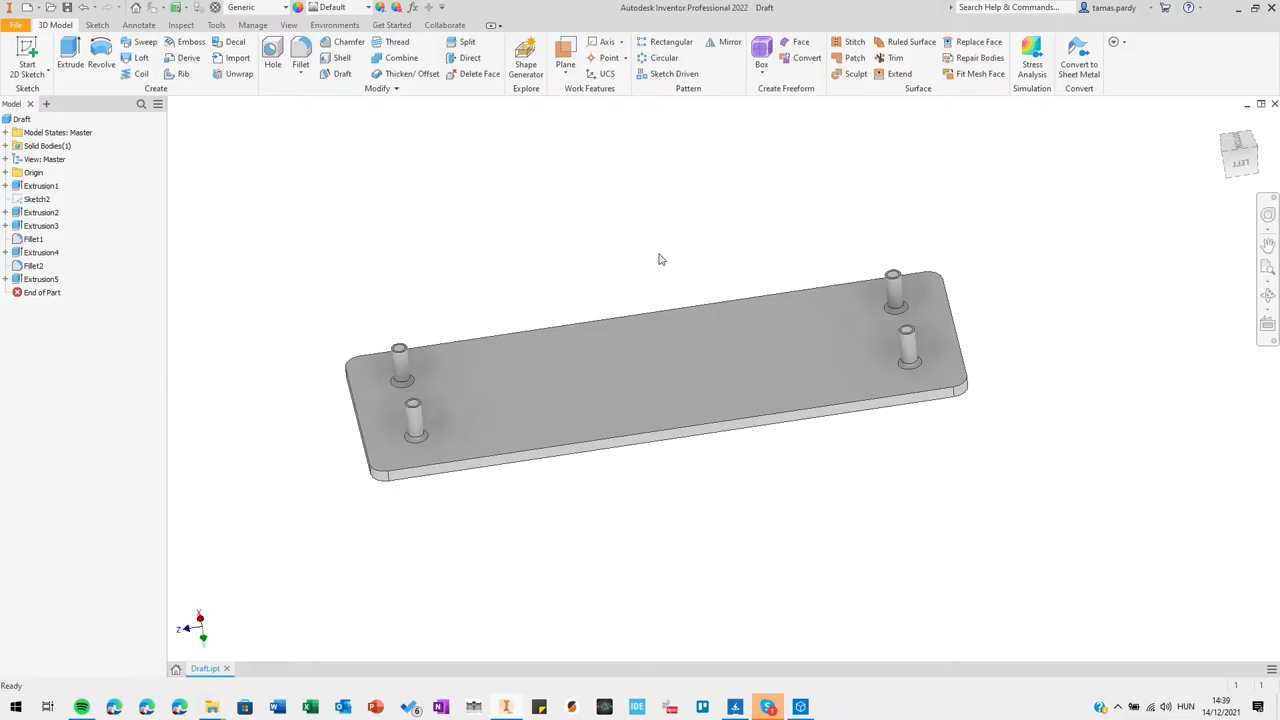 Generic
Default
Autodesk Inventor Professional 2022 Draft
Search Help & Commands...
tamas.pardy
File
3D Model
Sketch
Annotate
Inspect
Tools
Manage
View
Environments
Get Started
Collaborate
Start
2D Sketch
Extrude
Revolve
Sweep
Loft
Coil
Emboss
Derive
Rib
Decal
Import
Unwrap
Hole
Fillet
Chamfer
Shell
Draft
Thread
Combine
Thicken/ Offset
Split
Direct
Delete Face
Shape
Generator
Plane
Axis
Point
UCS
Rectangular
Circular
Sketch Driven
Mirror
Box
Face
Convert
Stitch
Patch
Sculpt
Ruled Surface
Trim
Extend
Replace Face
Repair Bodies
Fit Mesh Face
Stress
Analysis
Convert to
Sheet Metal
Sketch
Create
Modify
Explore
Work Features
Pattern
Create Freeform
Surface
Simulation
Convert
Model
Draft
Model States: Master
Solid Bodies(1)
View: Master
Origin
Extrusion1
Sketch2
Extrusion2
Extrusion3
Fillet1
Extrusion4
Fillet2
Extrusion5
End of Part
LEFT
X
Z
Y
Draft.ipt
Ready
1
1
HUN
14:39
14/12/2021